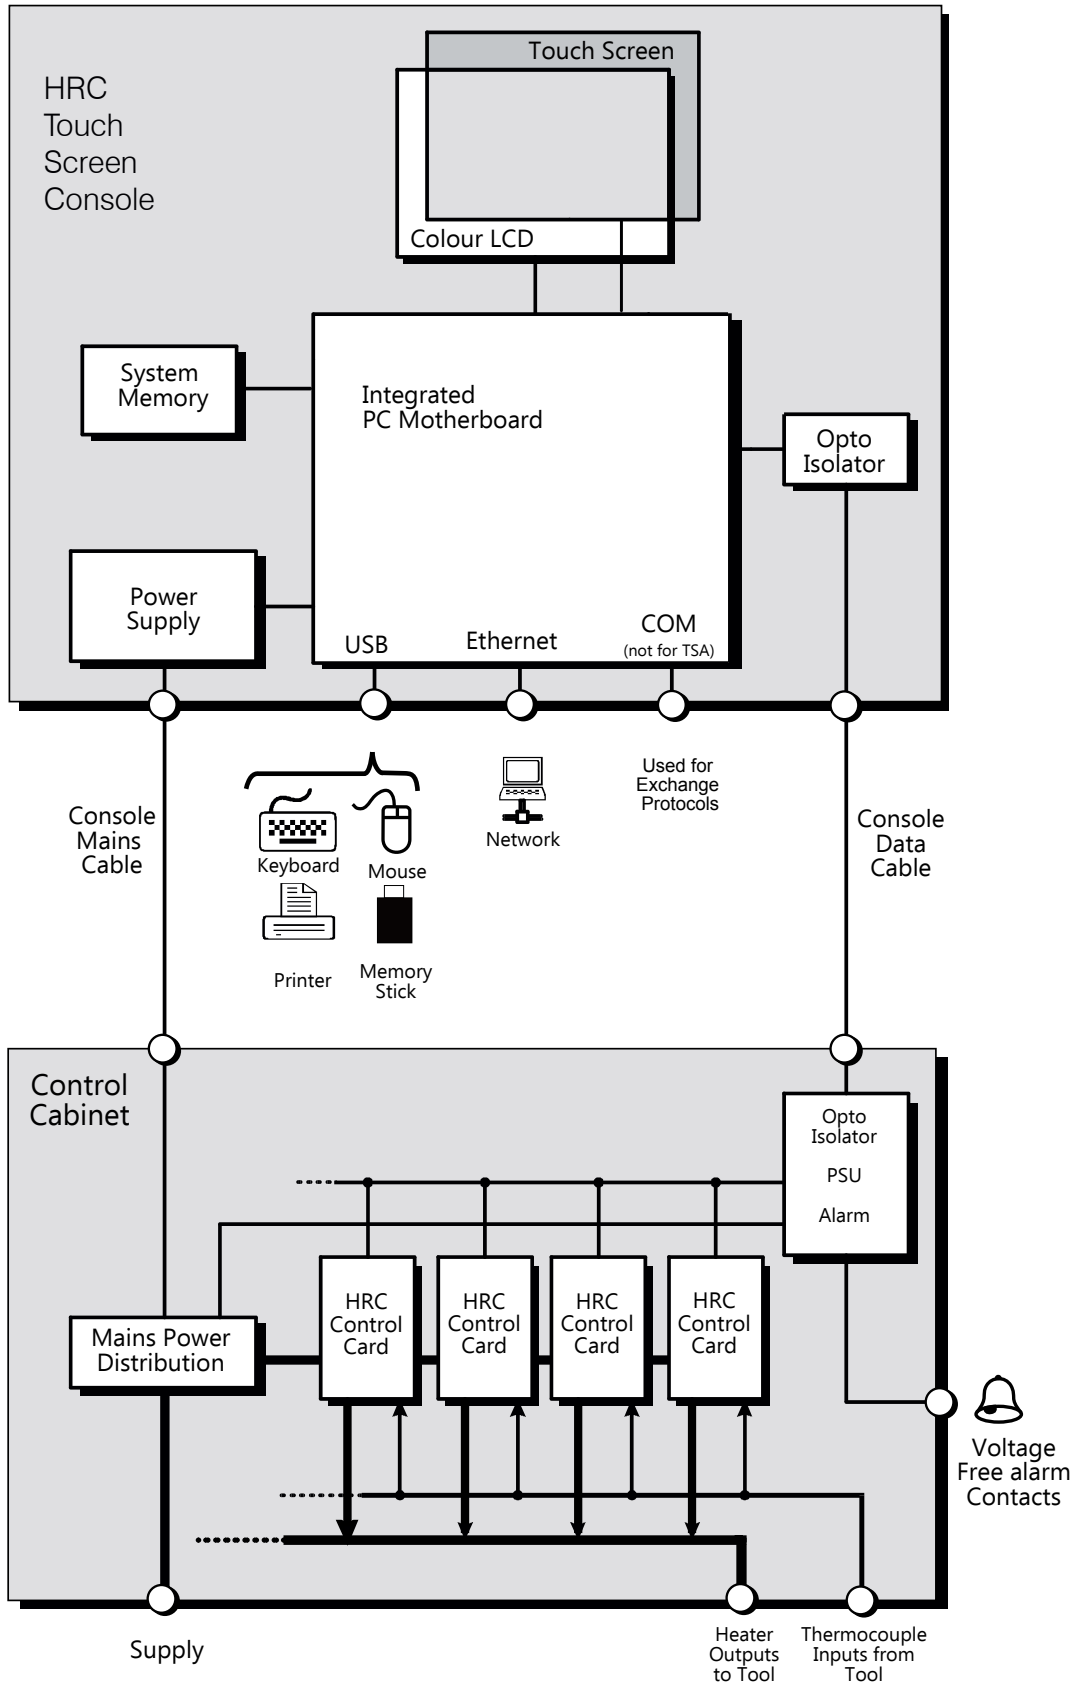 Touch Screen
HRC
Touch
Screen
Console
Colour LCD
System
Memory
Integrated
PC Motherboard
Opto
Isolator
Power
Supply
USB
Ethernet
COM
(not for TSA)
Console
Mains
Cable
Keyboard
Mouse
Printer
Memory
Stick
Network
Used for
Exchange
Protocols
Console
Data
Cable
Control
Cabinet
Opto
Isolator
PSU
Alarm
Mains Power
Distribution
HRC
Control
Card
HRC
Control
Card
HRC
Control
Card
HRC
Control
Card
Voltage
Free alarm
Contacts
Supply
Heater
Outputs
to Tool
Thermocouple
Inputs from
Tool